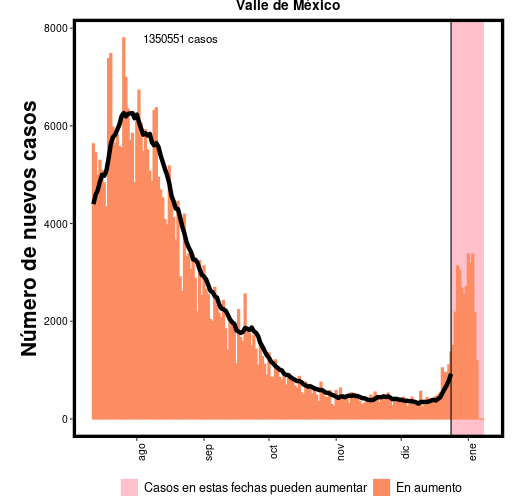 Valle de México
1350551 casos
Número de nuevos casos
8000
6000
4000
2000
0
ago
sep
oct
nov
dic
ene
Casos en estas fechas pueden aumentar
En aumento